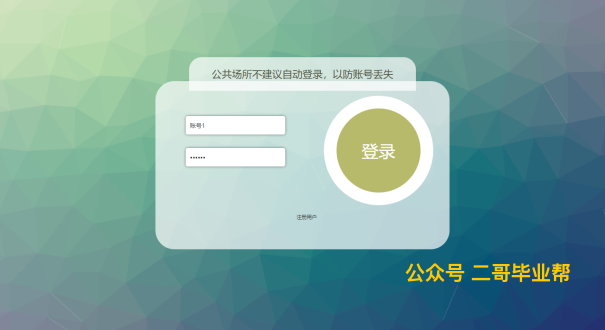 公共场所不建议自动登录，以防账号丢失
账号！
••••••
登录
注册用户
公众号 二哥毕业帮